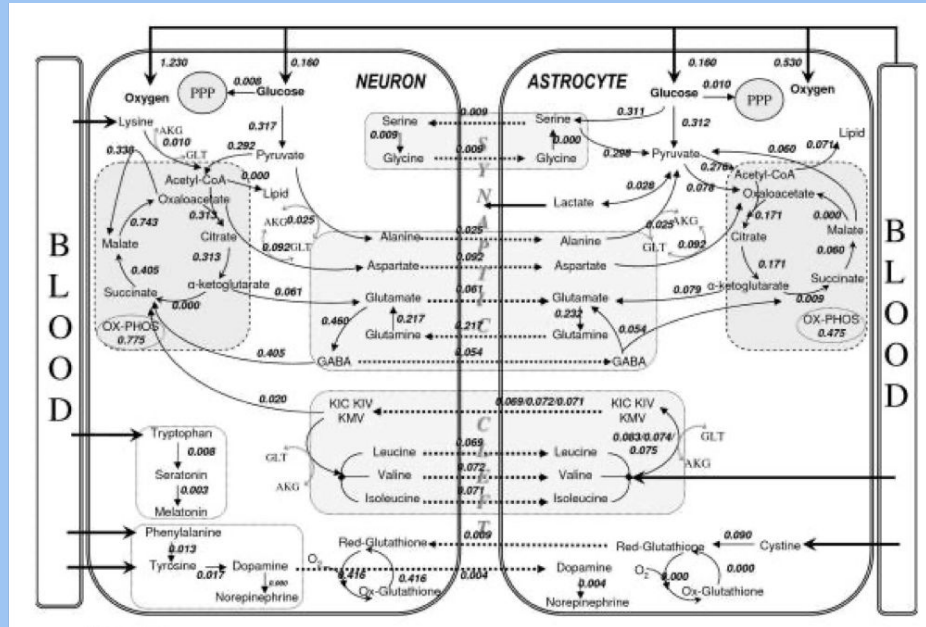 1.230
0.160
0.160
0.530
NEURON
ASTROCYTE
PPP
0.008
Glucose
Oxygen
Glucose
0.010
PPP
Oxygen
Lysine
AKG
0.010
GLT
0.338
0.292
0.317
Pyruvate
0.000
Acetyl-CoA
Lipid
Oxaloacetate
0.313
0.743
Malate
Citrate
0.313
0.405
α-ketoglutarate
Succinate
0.000
OX-PHOS
0.775
AKG
0.025
GLT
0.092
0.061
0.405
0.020
Serine
0.009
Serine
0.009
0.000
Glycine
0.009
Glycine
0.311
0.312
0.298
Pyruvate
0.276
0.060
0.071
Lipid
Acetyl-CoA
0.078
Oxaloacetate
0.171
0.000
Malate
Citrate
0.060
0.171
Succinate
α-ketoglutarate
0.009
0.079
OX-PHOS
0.475
Lactate
0.028
0.025
AKG
GLT
0.092
Alanine
0.025
Alanine
Aspartate
0.092
Aspartate
Glutamate
0.061
Glutamate
0.460
0.217
0.232
Glutamine
0.217
Glutamine
0.054
GABA
0.054
GABA
KIC KIV
KMV
0.069/0.072/0.071
KIC KIV
KMV
0.083/0.074/
0.075
GLT
AKG
GLT
AKG
Leucine
0.069
Leucine
Valine
0.072
Valine
Isoleucine
0.071
Isoleucine
Tryptophan
0.008
Seratonin
0.003
Melatonin
Phenylalanine
0.013
Tyrosine
0.017
Dopamine
Norepinephrine
Red-Glutathione
0.009
Red-Glutathione
0.090
Cystine
O2
0.416
0.416
Ox-Glutathione
0.004
Dopamine
0.004
Norepinephrine
O2
0.000
0.000
Ox-Glutathione
BLOOD
BLOOD
SYNAPTIC
CLEFT